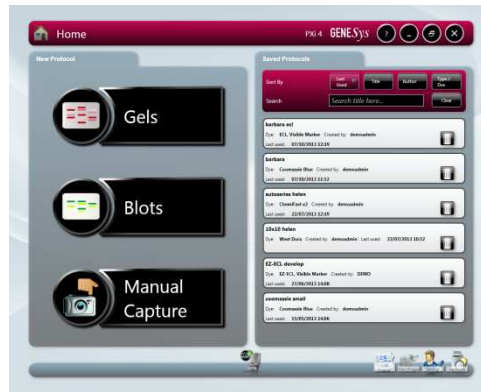 Home
PXi 4 GENESys
New Protocol
Saved Protocols
Gels
Blots
Manual
Capture
Sort By
Last
Used
Title
Author
Type /
Dye
Search
Search title here...
Clear
barbara ecl
Dye: ECL, Visible Marker Created by: demoadmin
Last used: 07/10/2013 12:19
barbara
Dye: Coomassie Blue Created by: demoadmin
Last used: 07/10/2013 11:52
autoseries helen
Dye: ChemiFast v2 Created by: demoadmin
Last used: 22/07/2013 12:49
10x10 helen
Dye: West Dura Created by: demoadmin Last used: 22/07/2013 10:52
EZ-ECL develop
Dye: EZ-ECL, Visible Marker Created by: DEMO
Last used: 27/06/2013 14:08
coomassie small
Dye: Coomassie Blue Created by: demoadmin
Last used: 15/05/2013 14:06